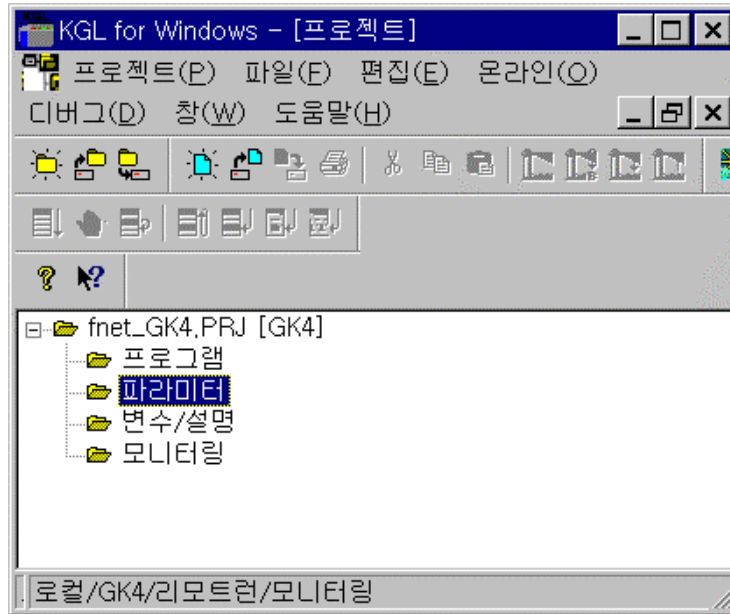 KGL for Windows - [프로젝트]
프로젝트(P) 파일(F) 편집(E) 온라인(O)
디버그(D) 창(W) 도움말(H)
fnet_GK4,PRJ [GK4]
프로그램
파라미터
변수/설명
모니터링
로컬/GK4/리모트런/모니터링